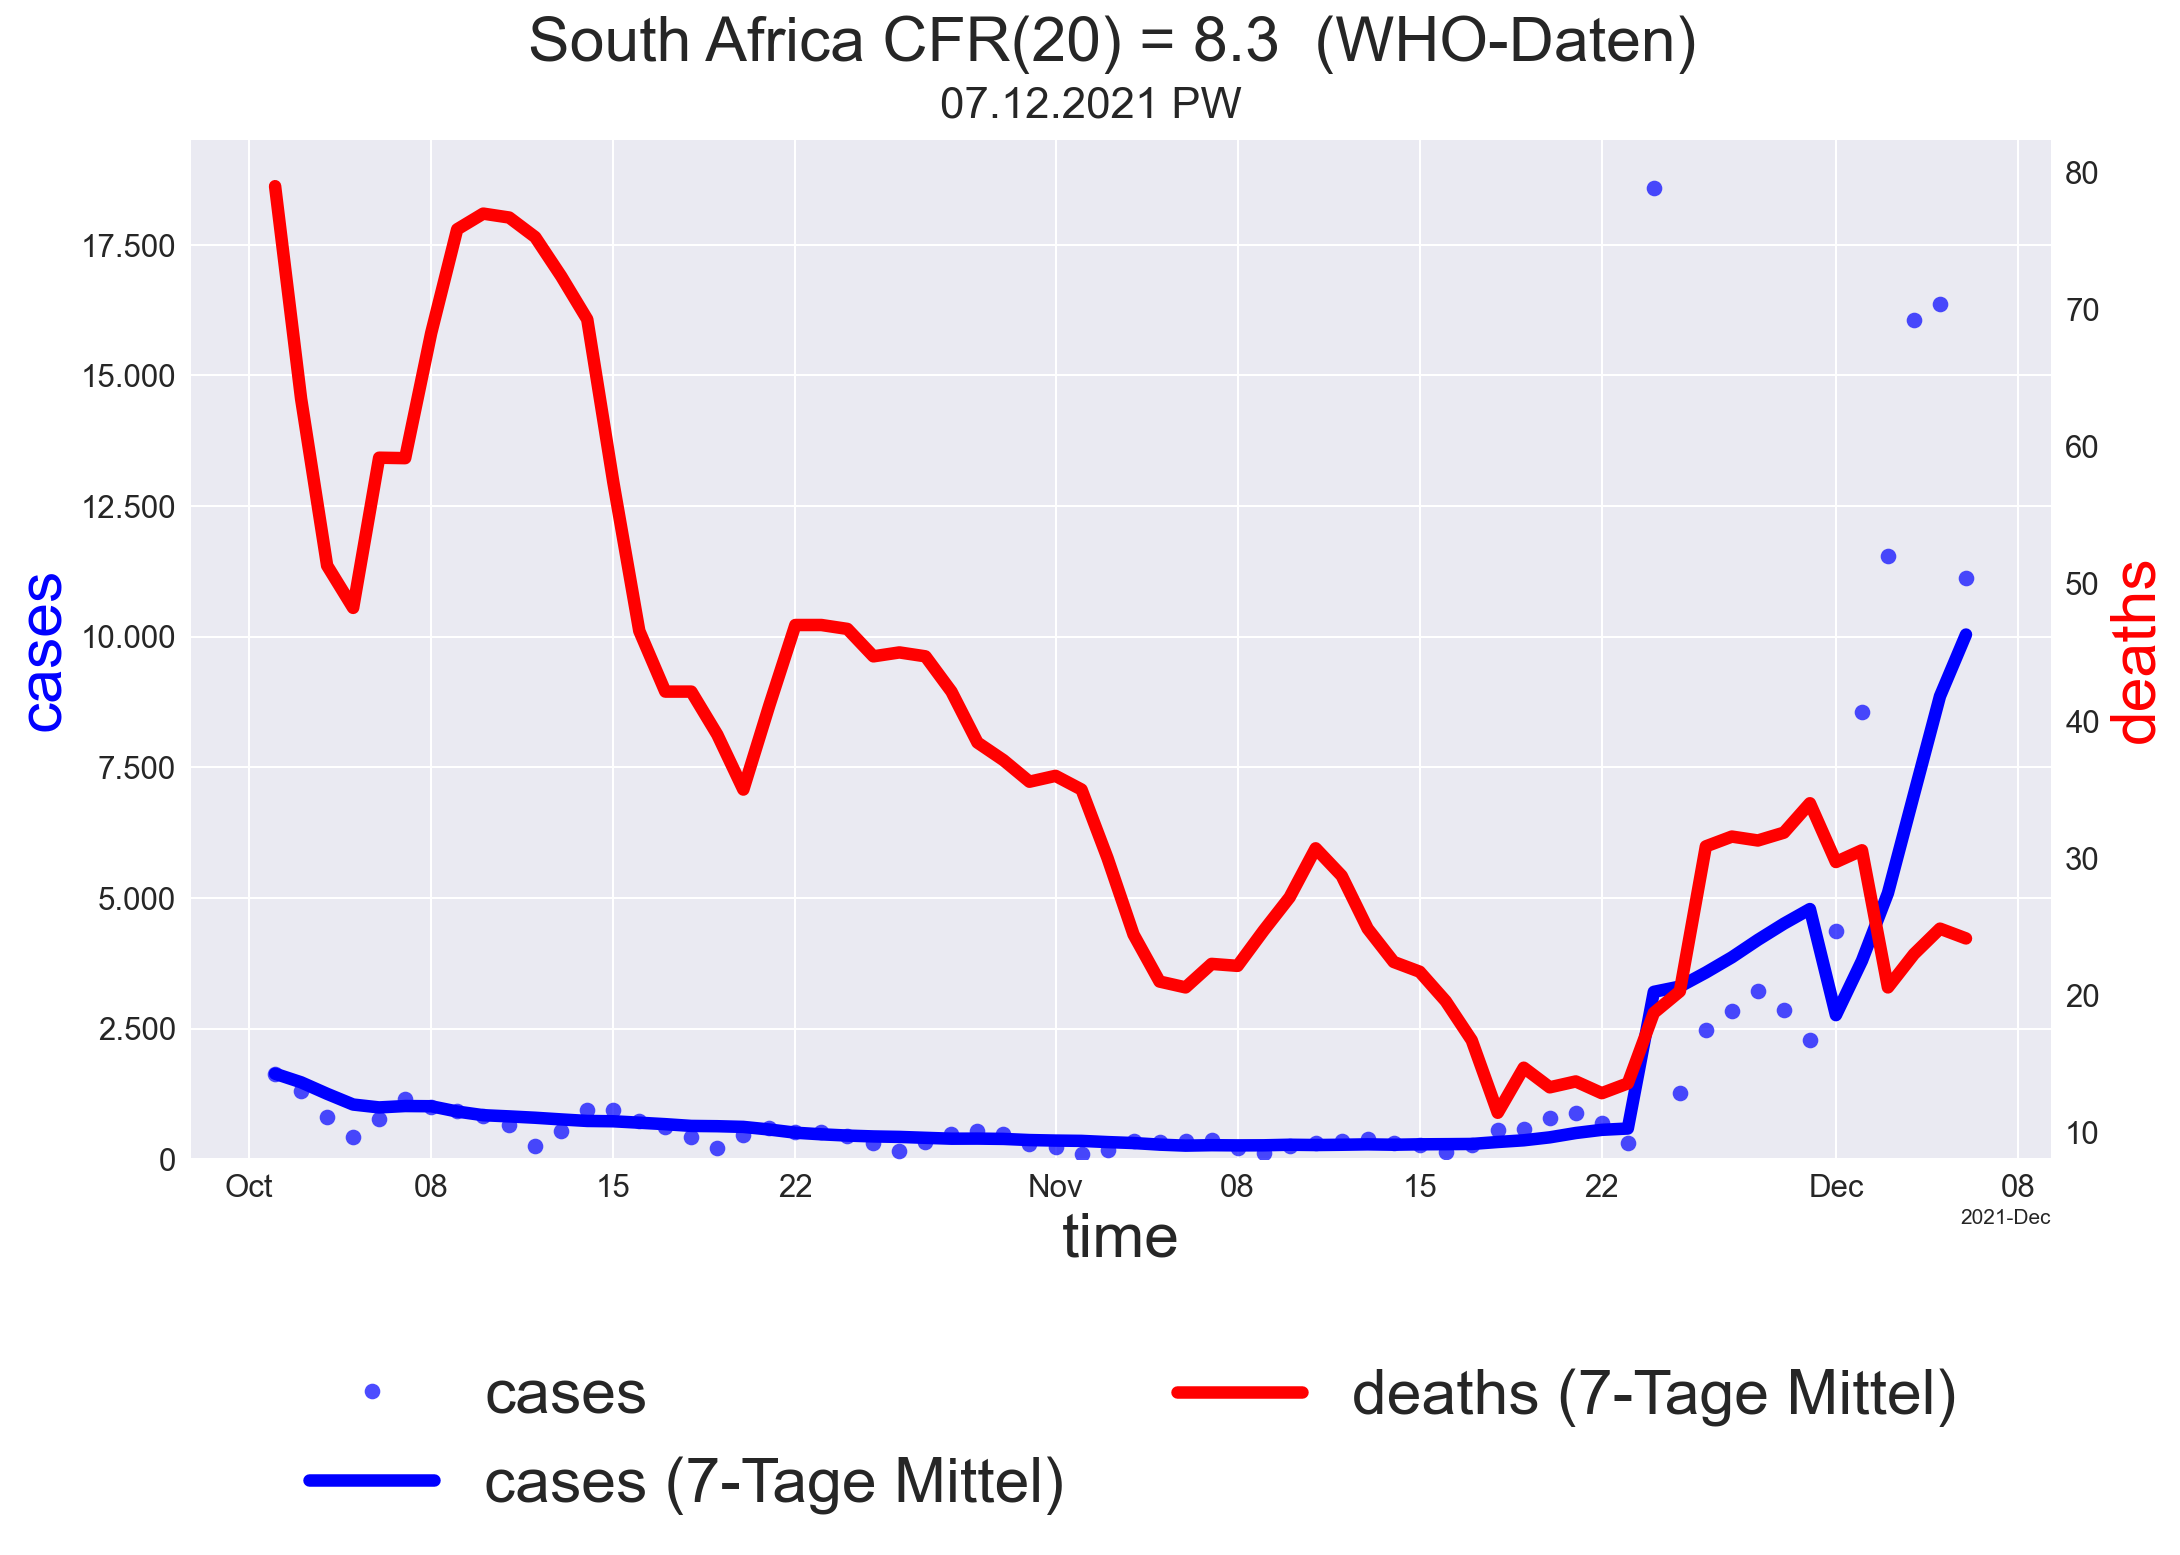 South Africa CFR(20) = 8.3  (WHO-Daten)
07.12.2021 PW
cases
17.500
15.000
12.500
10.000
7.500
5.000
2.500
0
80
70
60
50
40
30
20
10
deaths
Oct 08 15 22 Nov 08 15 22 Dec 08
2021-Dec
time
cases
cases (7-Tage Mittel)
deaths (7-Tage Mittel)